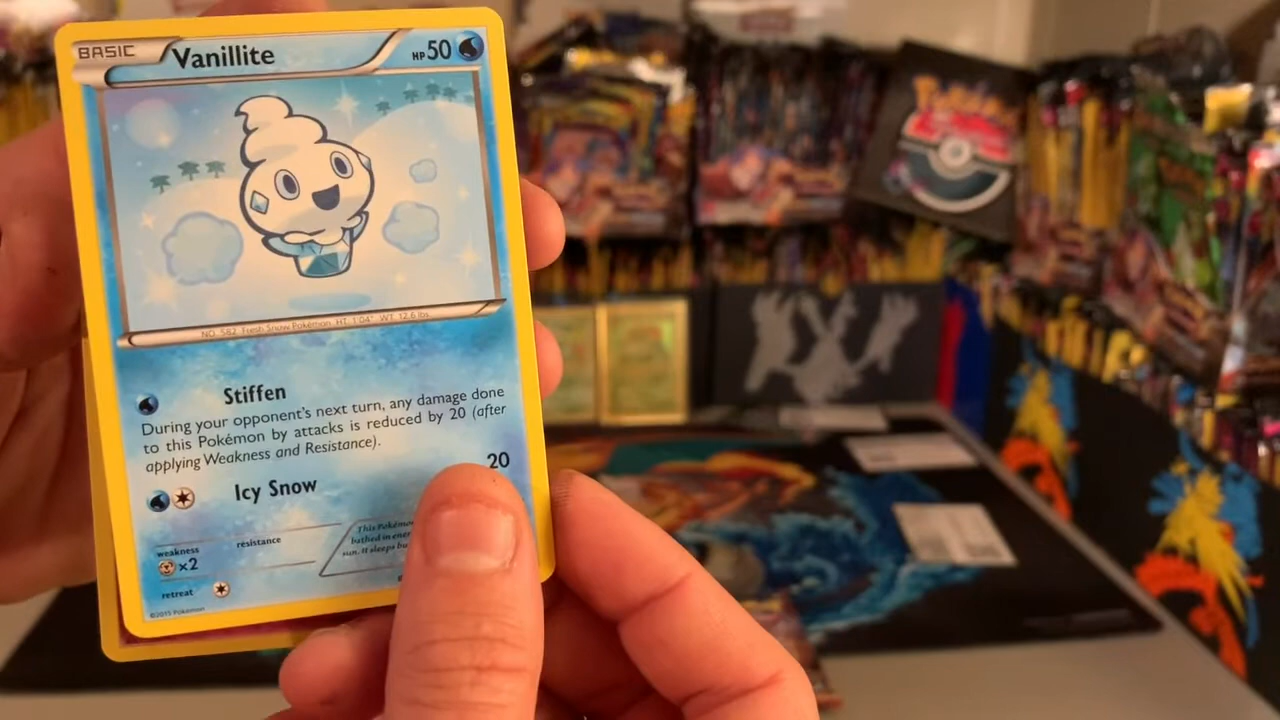 BASIC Vanillite HP 50
NO. 582 Fresh Snow Pokémon HT: 1'04" WT: 12.6 lbs.
Stiffen
During your opponent's next turn, any damage done
to this Pokémon by attacks is reduced by 20 (after
applying Weakness and Resistance).
Icy Snow 20
weakness resistance
×2
retreat
This Pokémon
bathed in
sun. It sleeps
©2015 Pokémon